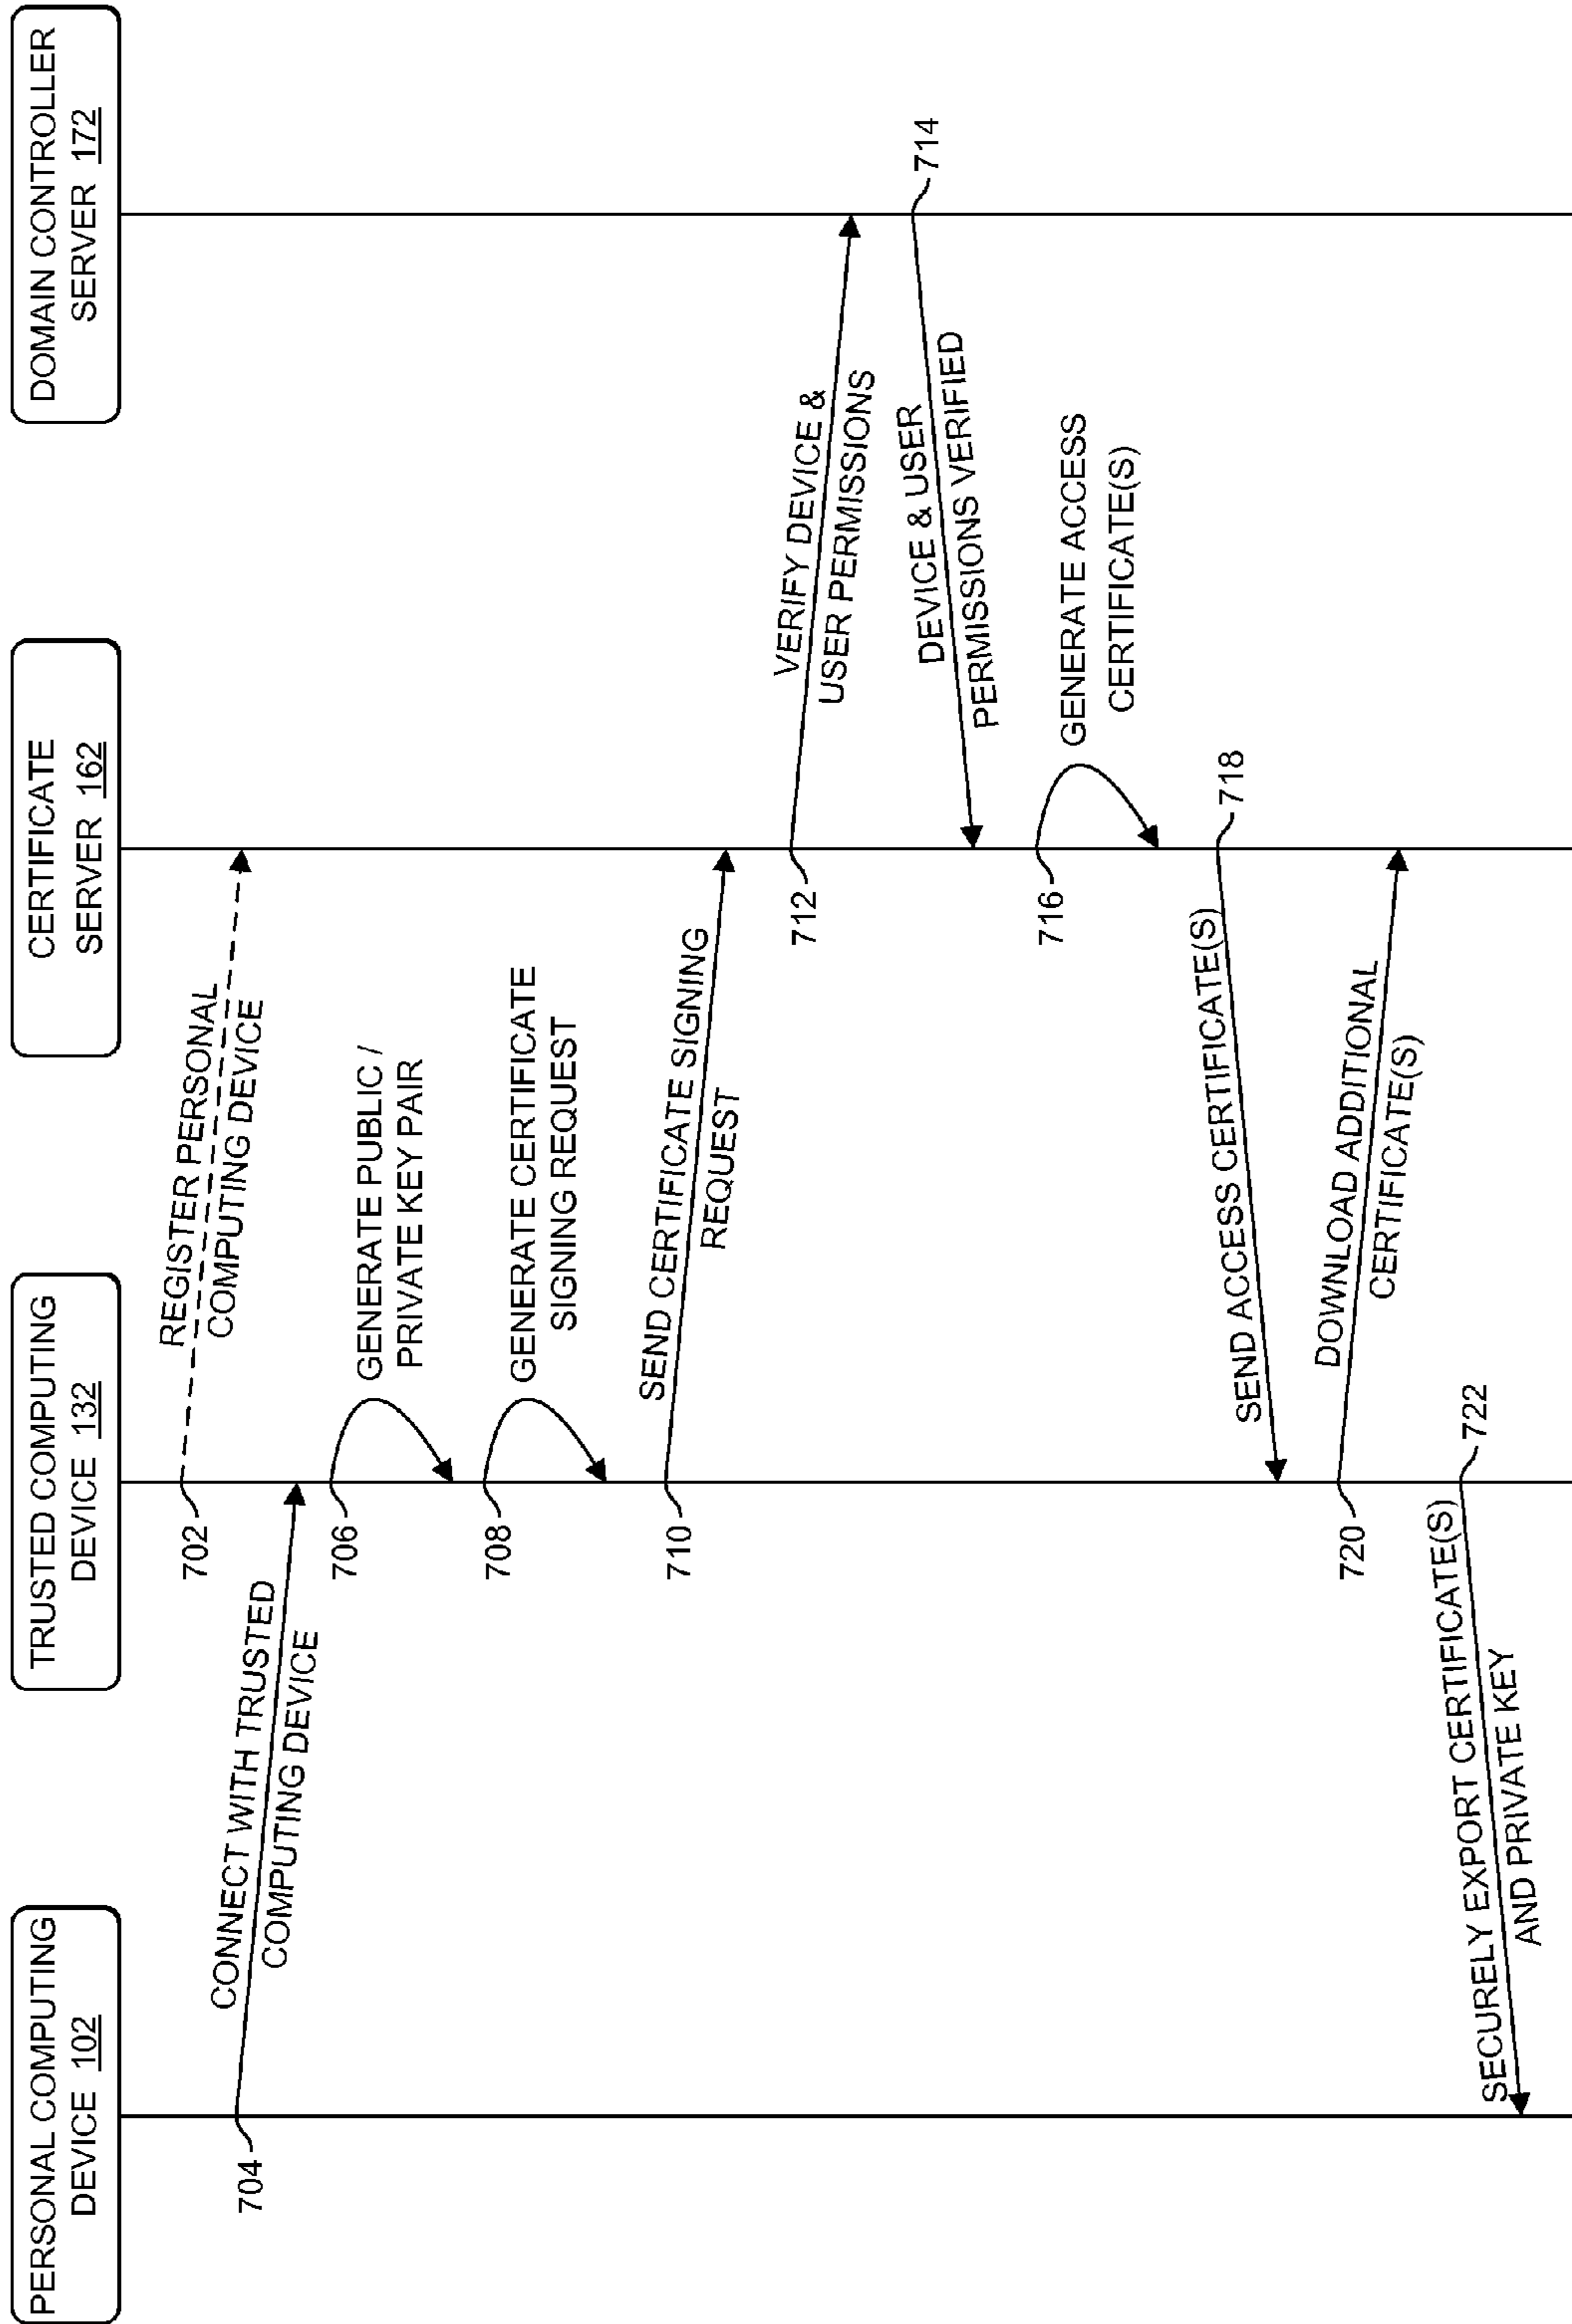 PERSONAL COMPUTING
DEVICE 102
TRUSTED COMPUTING
DEVICE 132
CERTIFICATE
SERVER 162
DOMAIN CONTROLLER
SERVER 172
702
REGISTER PERSONAL
COMPUTING DEVICE
704
CONNECT WITH TRUSTED
COMPUTING DEVICE
706
GENERATE PUBLIC /
PRIVATE KEY PAIR
708
GENERATE CERTIFICATE
SIGNING REQUEST
710
SEND CERTIFICATE SIGNING
REQUEST
712
VERIFY DEVICE &
USER PERMISSIONS
714
DEVICE & USER
PERMISSIONS VERIFIED
716
GENERATE ACCESS
CERTIFICATE(S)
718
SEND ACCESS CERTIFICATE(S)
720
DOWNLOAD ADDITIONAL
CERTIFICATE(S)
722
SECURELY EXPORT CERTIFICATE(S)
AND PRIVATE KEY